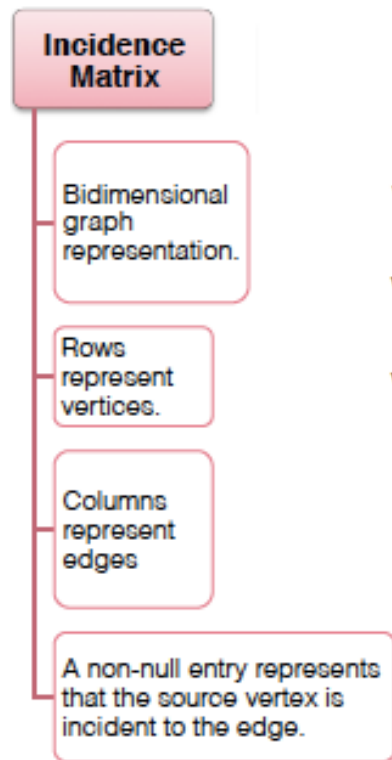 Incidence
Matrix
Bidimensional
graph
representation.
Rows
represent
vertices.
Columns
represent
edges
A non-null entry represents
that the source vertex is
incident to the edge.